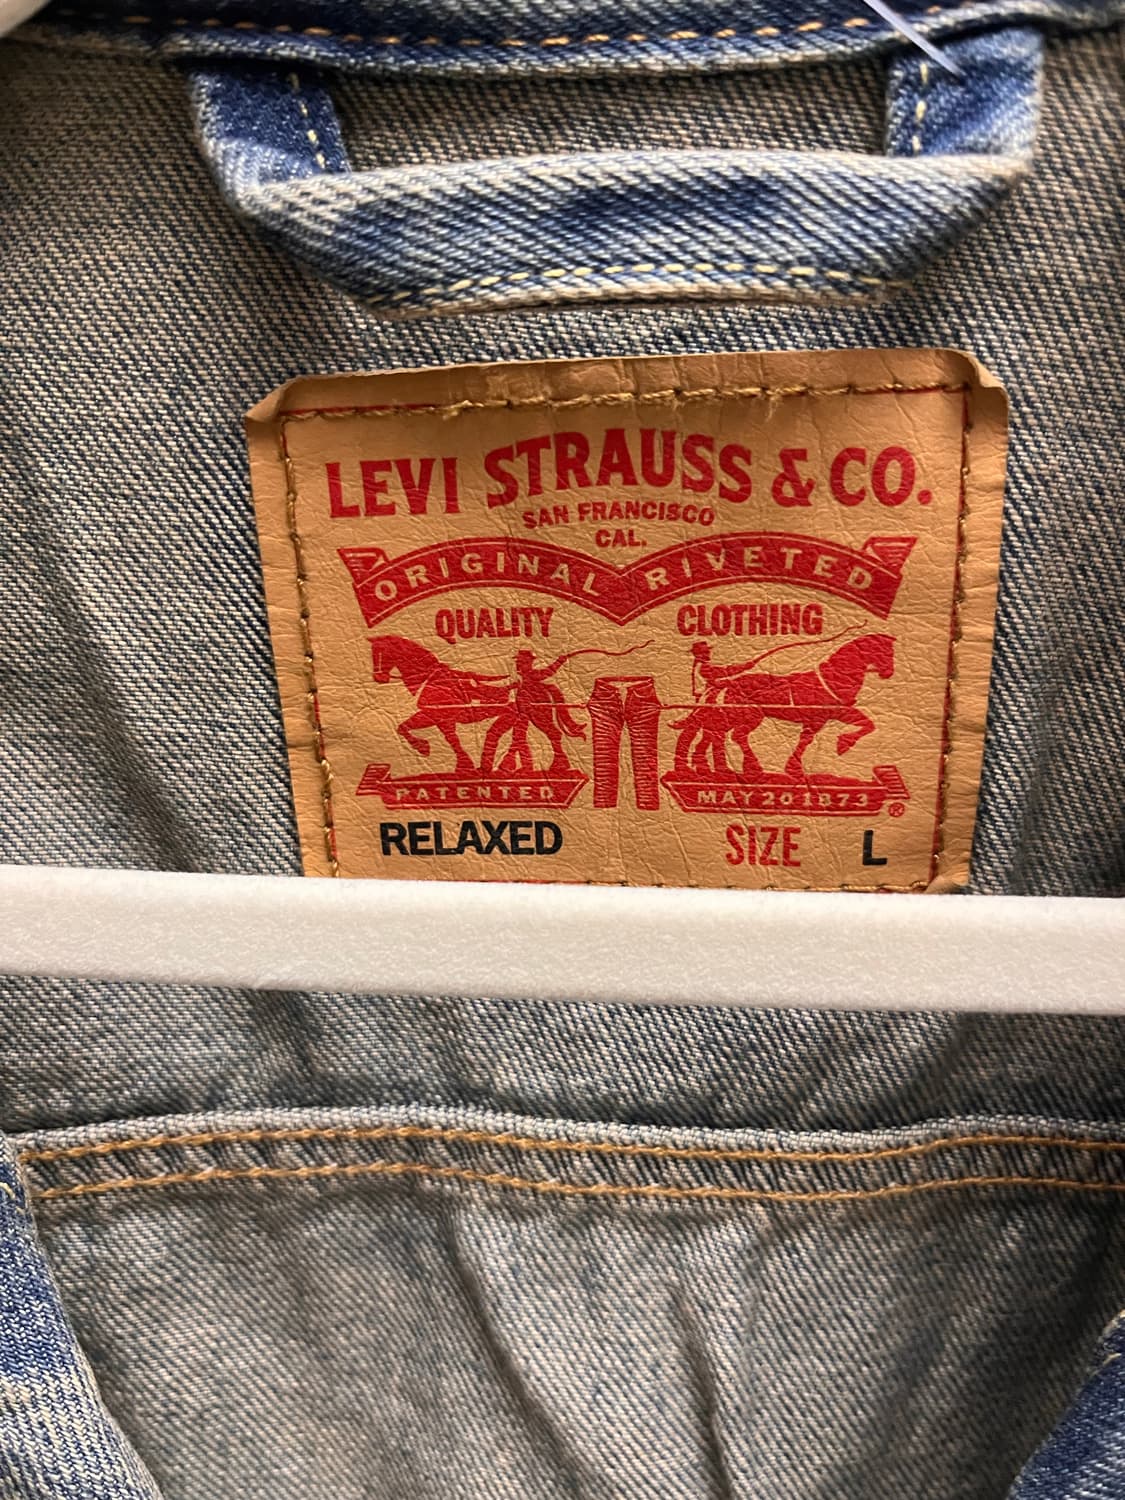 LEVI STRAUSS & CO.
SAN FRANCISCO
CAL.
ORIGINAL RIVETED
QUALITY CLOTHING
PATENTED MAY 20 1873 ®
RELAXED SIZE L